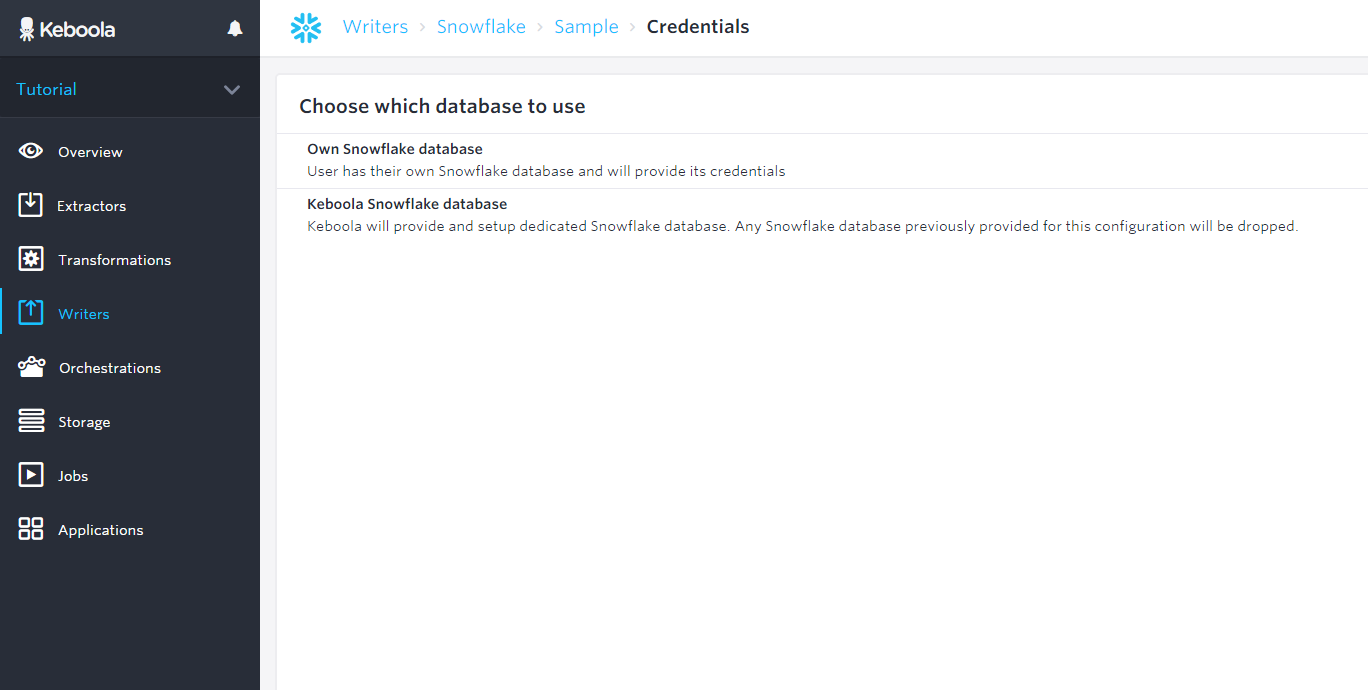 Keboola
Writers > Snowflake > Sample > Credentials
Tutorial
Overview
Extractors
Transformations
Writers
Orchestrations
Storage
Jobs
Applications
Choose which database to use
Own Snowflake database
User has their own Snowflake database and will provide its credentials
Keboola Snowflake database
Keboola will provide and setup dedicated Snowflake database. Any Snowflake database previously provided for this configuration will be dropped.